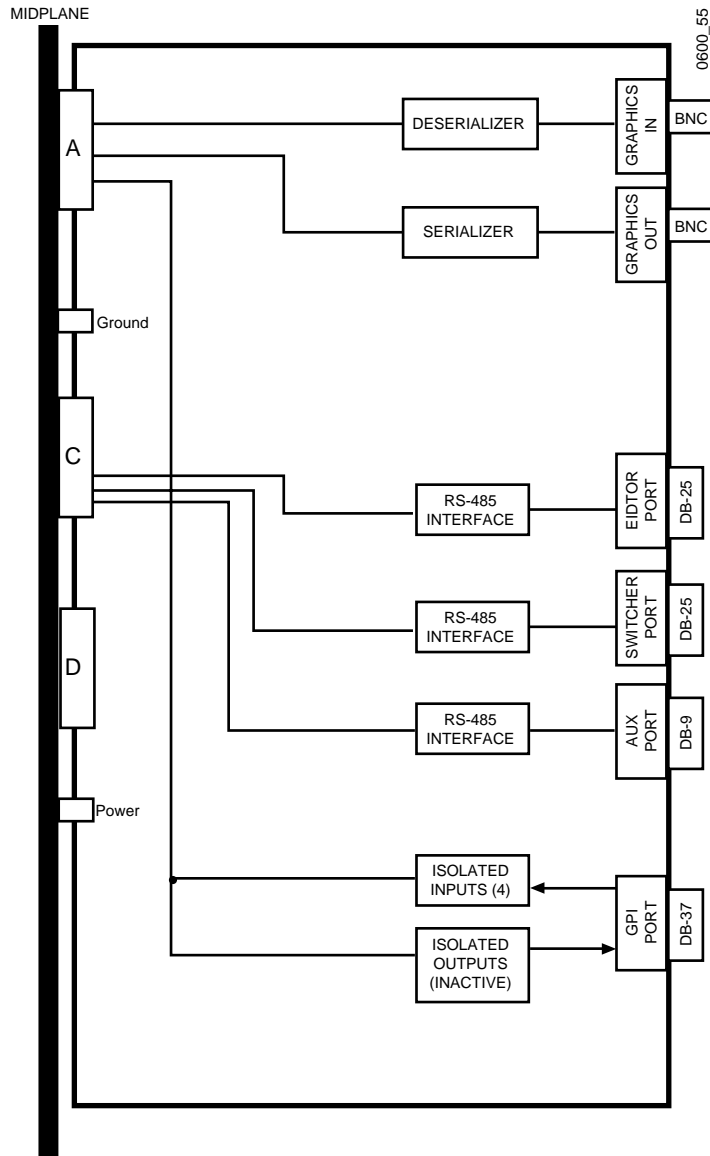 MIDPLANE
0600_55
A
DESERIALIZER
GRAPHICS
IN
BNC
SERIALIZER
GRAPHICS
OUT
BNC
Ground
C
RS-485
INTERFACE
EIDTOR
PORT
DB-25
D
RS-485
INTERFACE
SWITCHER
PORT
DB-25
RS-485
INTERFACE
AUX
PORT
DB-9
Power
ISOLATED
INPUTS (4)
GPI
PORT
DB-37
ISOLATED
OUTPUTS
(INACTIVE)